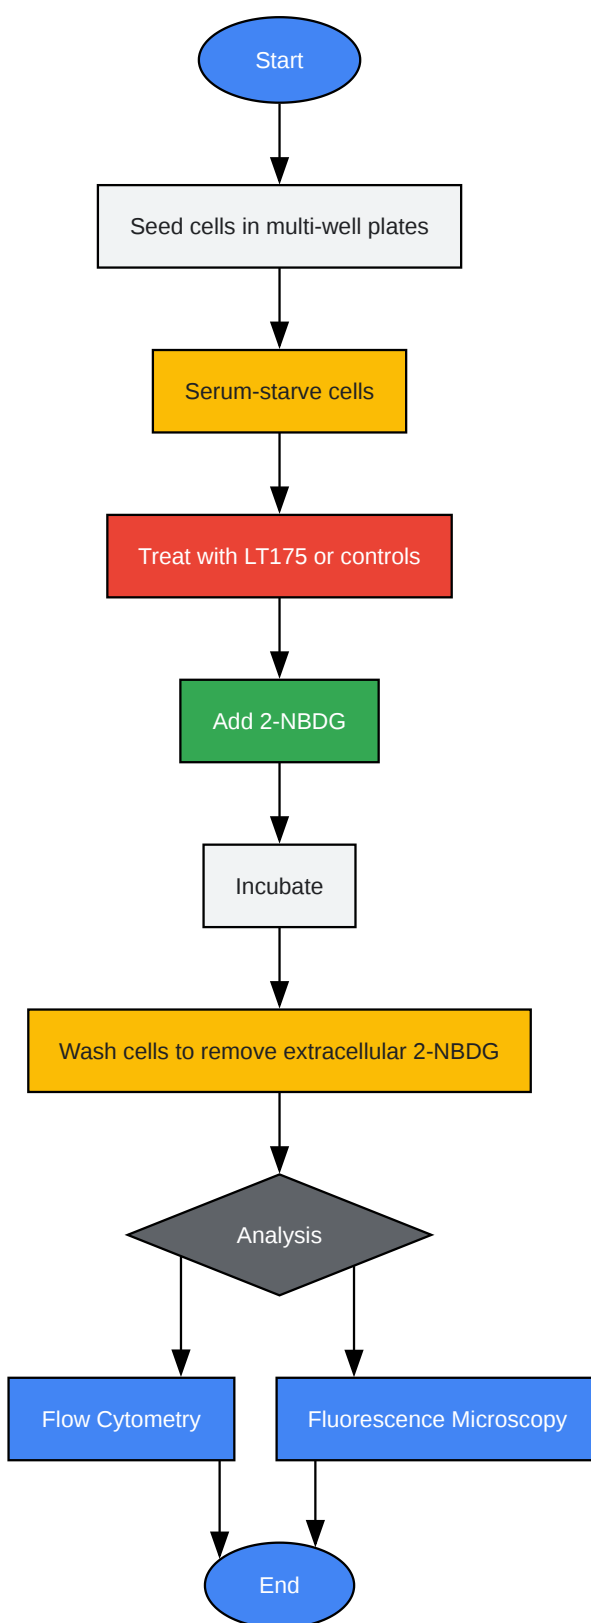 Start
Seed cells in multi-well plates
Serum-starve cells
Treat with LT175 or controls
Add 2-NBDG
Incubate
Wash cells to remove extracellular 2-NBDG
Analysis
Flow Cytometry
Fluorescence Microscopy
End